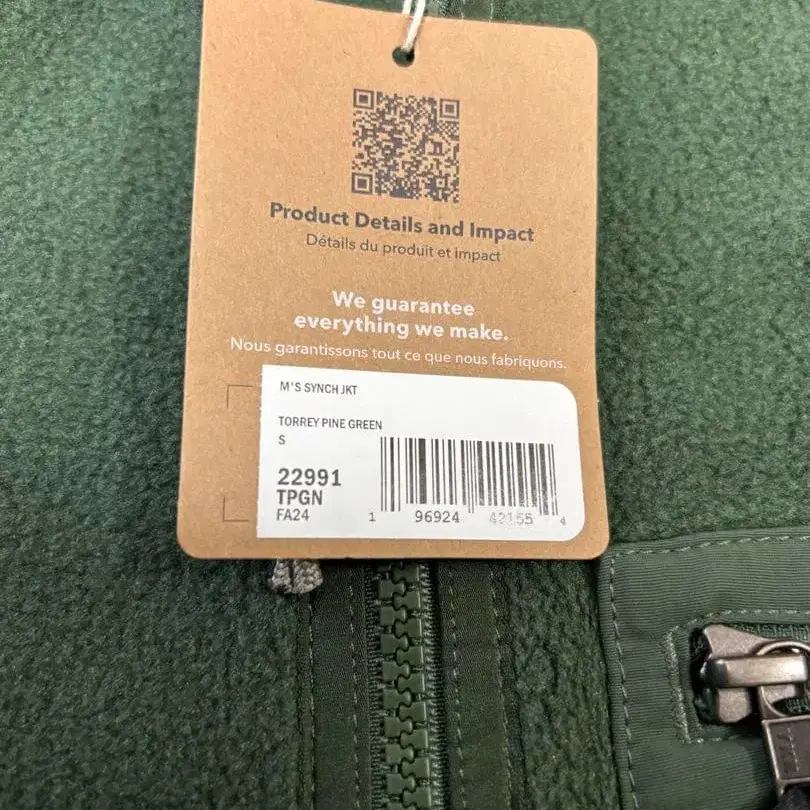 Product Details and Impact
Détails du produit et impact
We guarantee
everything we make.
Nous garantissons tout ce que nous fabriquons.
M'S SYNCH JKT
TORREY PINE GREEN
S
22991
TPGN
FA24
1 96924 42155 4